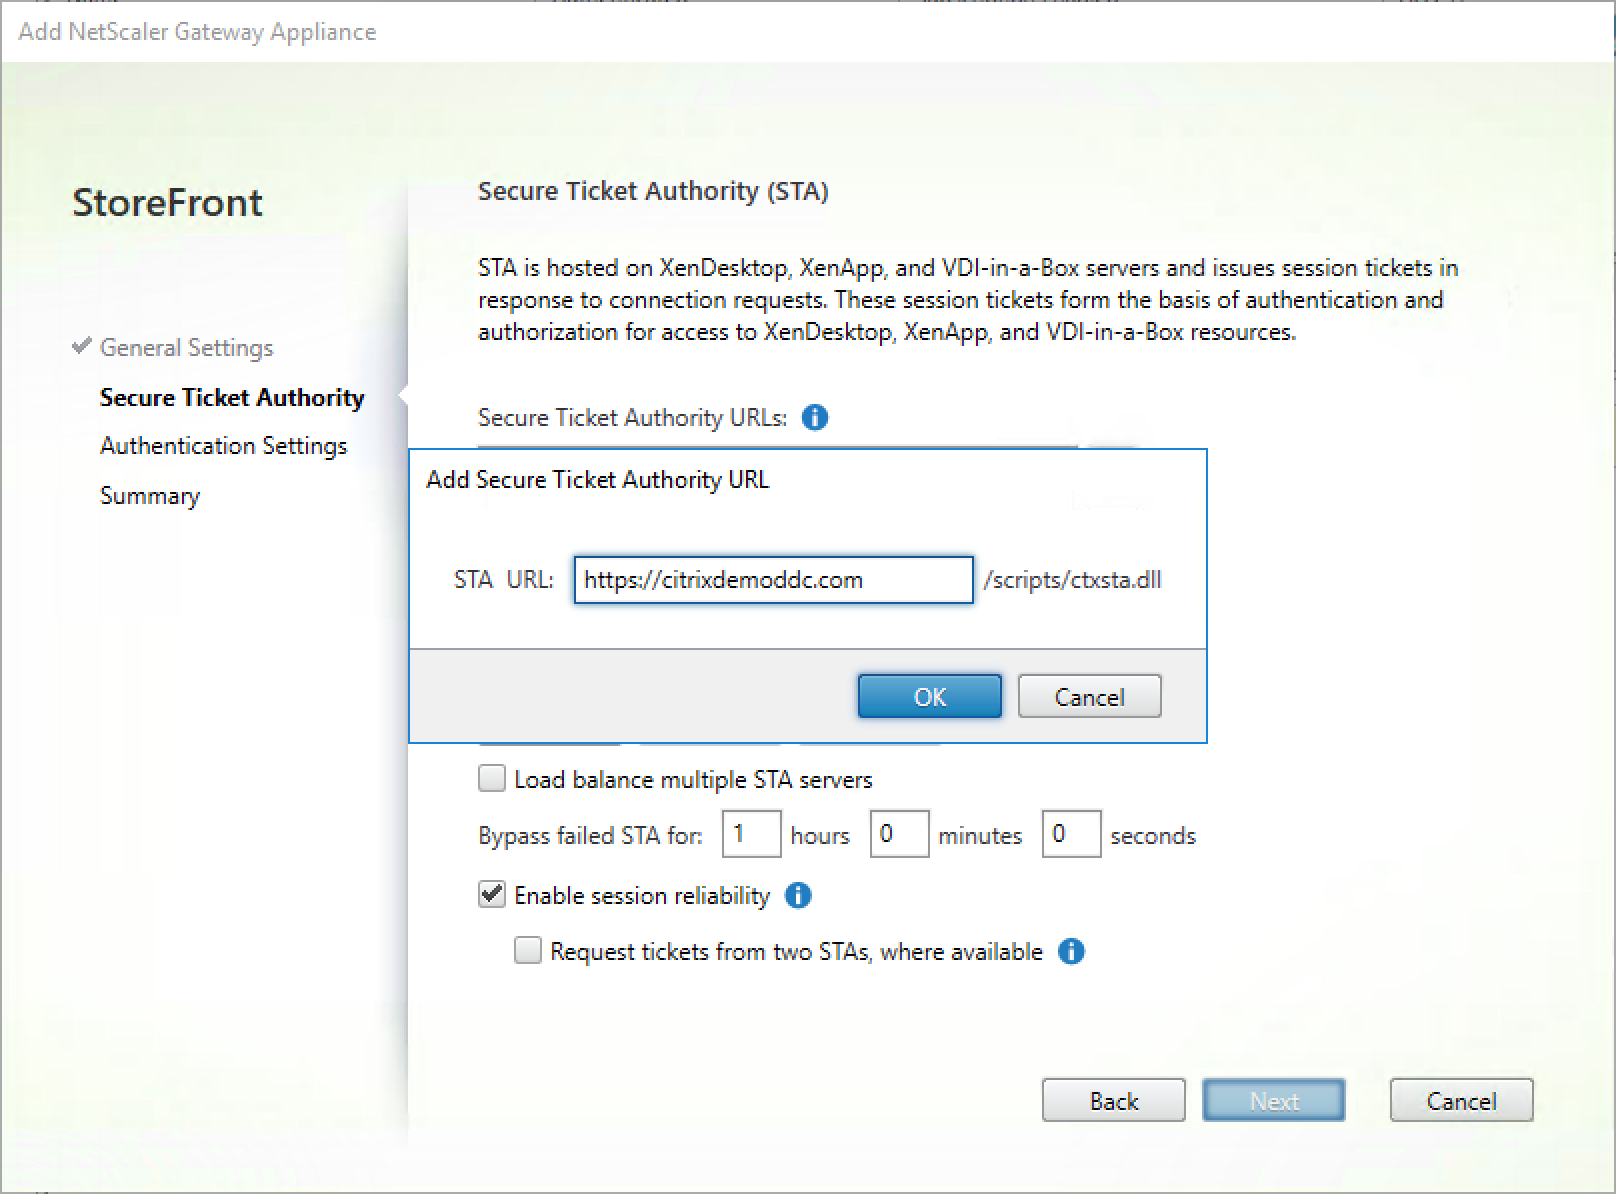 Add NetScaler Gateway Appliance
StoreFront
General Settings
Secure Ticket Authority
Authentication Settings
Summary
Secure Ticket Authority (STA)
STA is hosted on XenDesktop, XenApp, and VDI-in-a-Box servers and issues session tickets in
response to connection requests. These session tickets form the basis of authentication and
authorization for access to XenDesktop, XenApp, and VDI-in-a-Box resources.
Secure Ticket Authority URLs:
Add Secure Ticket Authority URL
STA URL: https://citrixdemoddc.com /scripts/ctxsta.dll
OK Cancel
Load balance multiple STA servers
Bypass failed STA for: 1 hours 0 minutes 0 seconds
Enable session reliability
Request tickets from two STAs, where available
Back Next Cancel